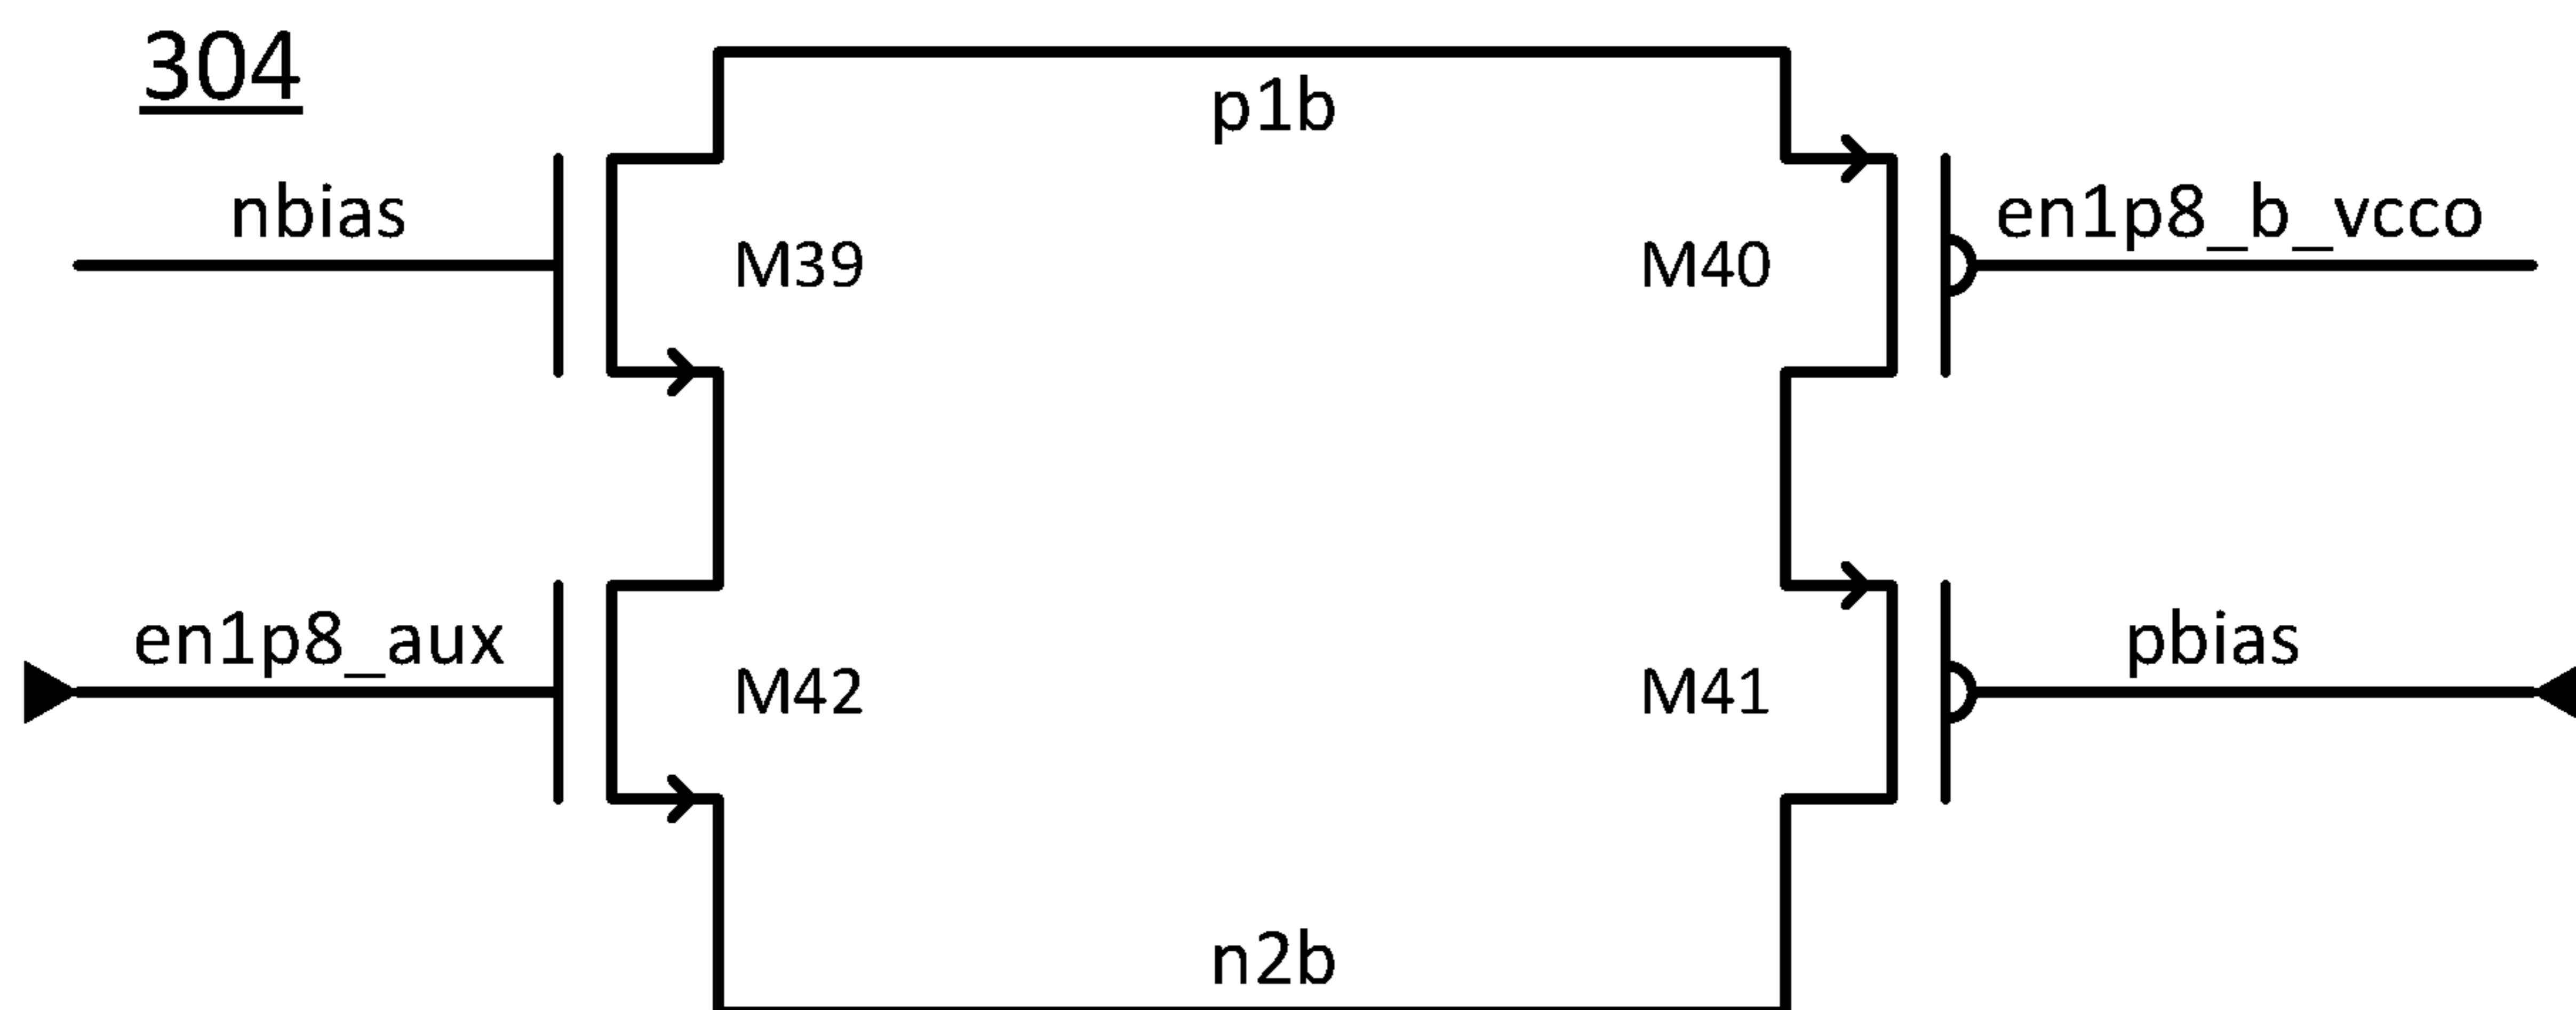 304
p1b
nbias
M39
M40
en1p8_b_vcco
en1p8_aux
M42
M41
pbias
n2b